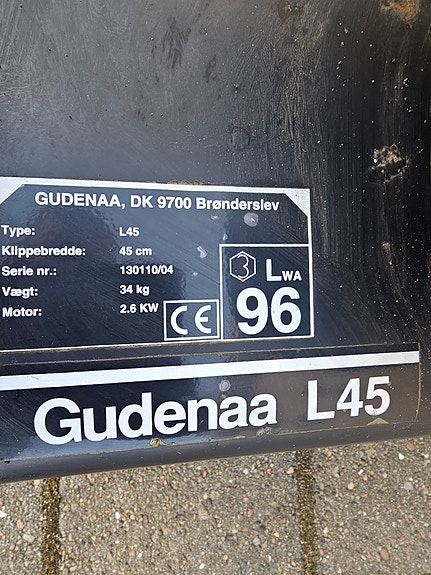 GUDENAA, DK 9700 Brønderslev
Type: L45
Klippebredde: 45 cm
Serie nr.: 130110/04
Vægt: 34 kg
Motor: 2.6 KW
CE
3 LWA
96
Gudenaa L45